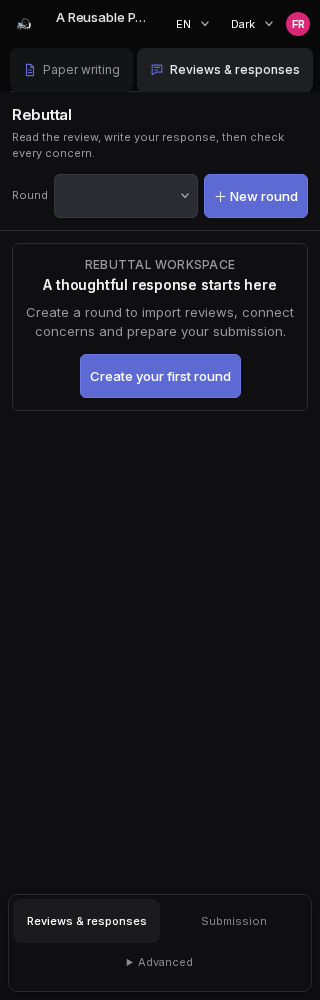 A Reusable P...
EN
Dark
FR
Paper writing
Reviews & responses
Rebuttal
Read the review, write your response, then check
every concern.
Round
New round
REBUTTAL WORKSPACE
A thoughtful response starts here
Create a round to import reviews, connect
concerns and prepare your submission.
Create your first round
Reviews & responses
Submission
Advanced